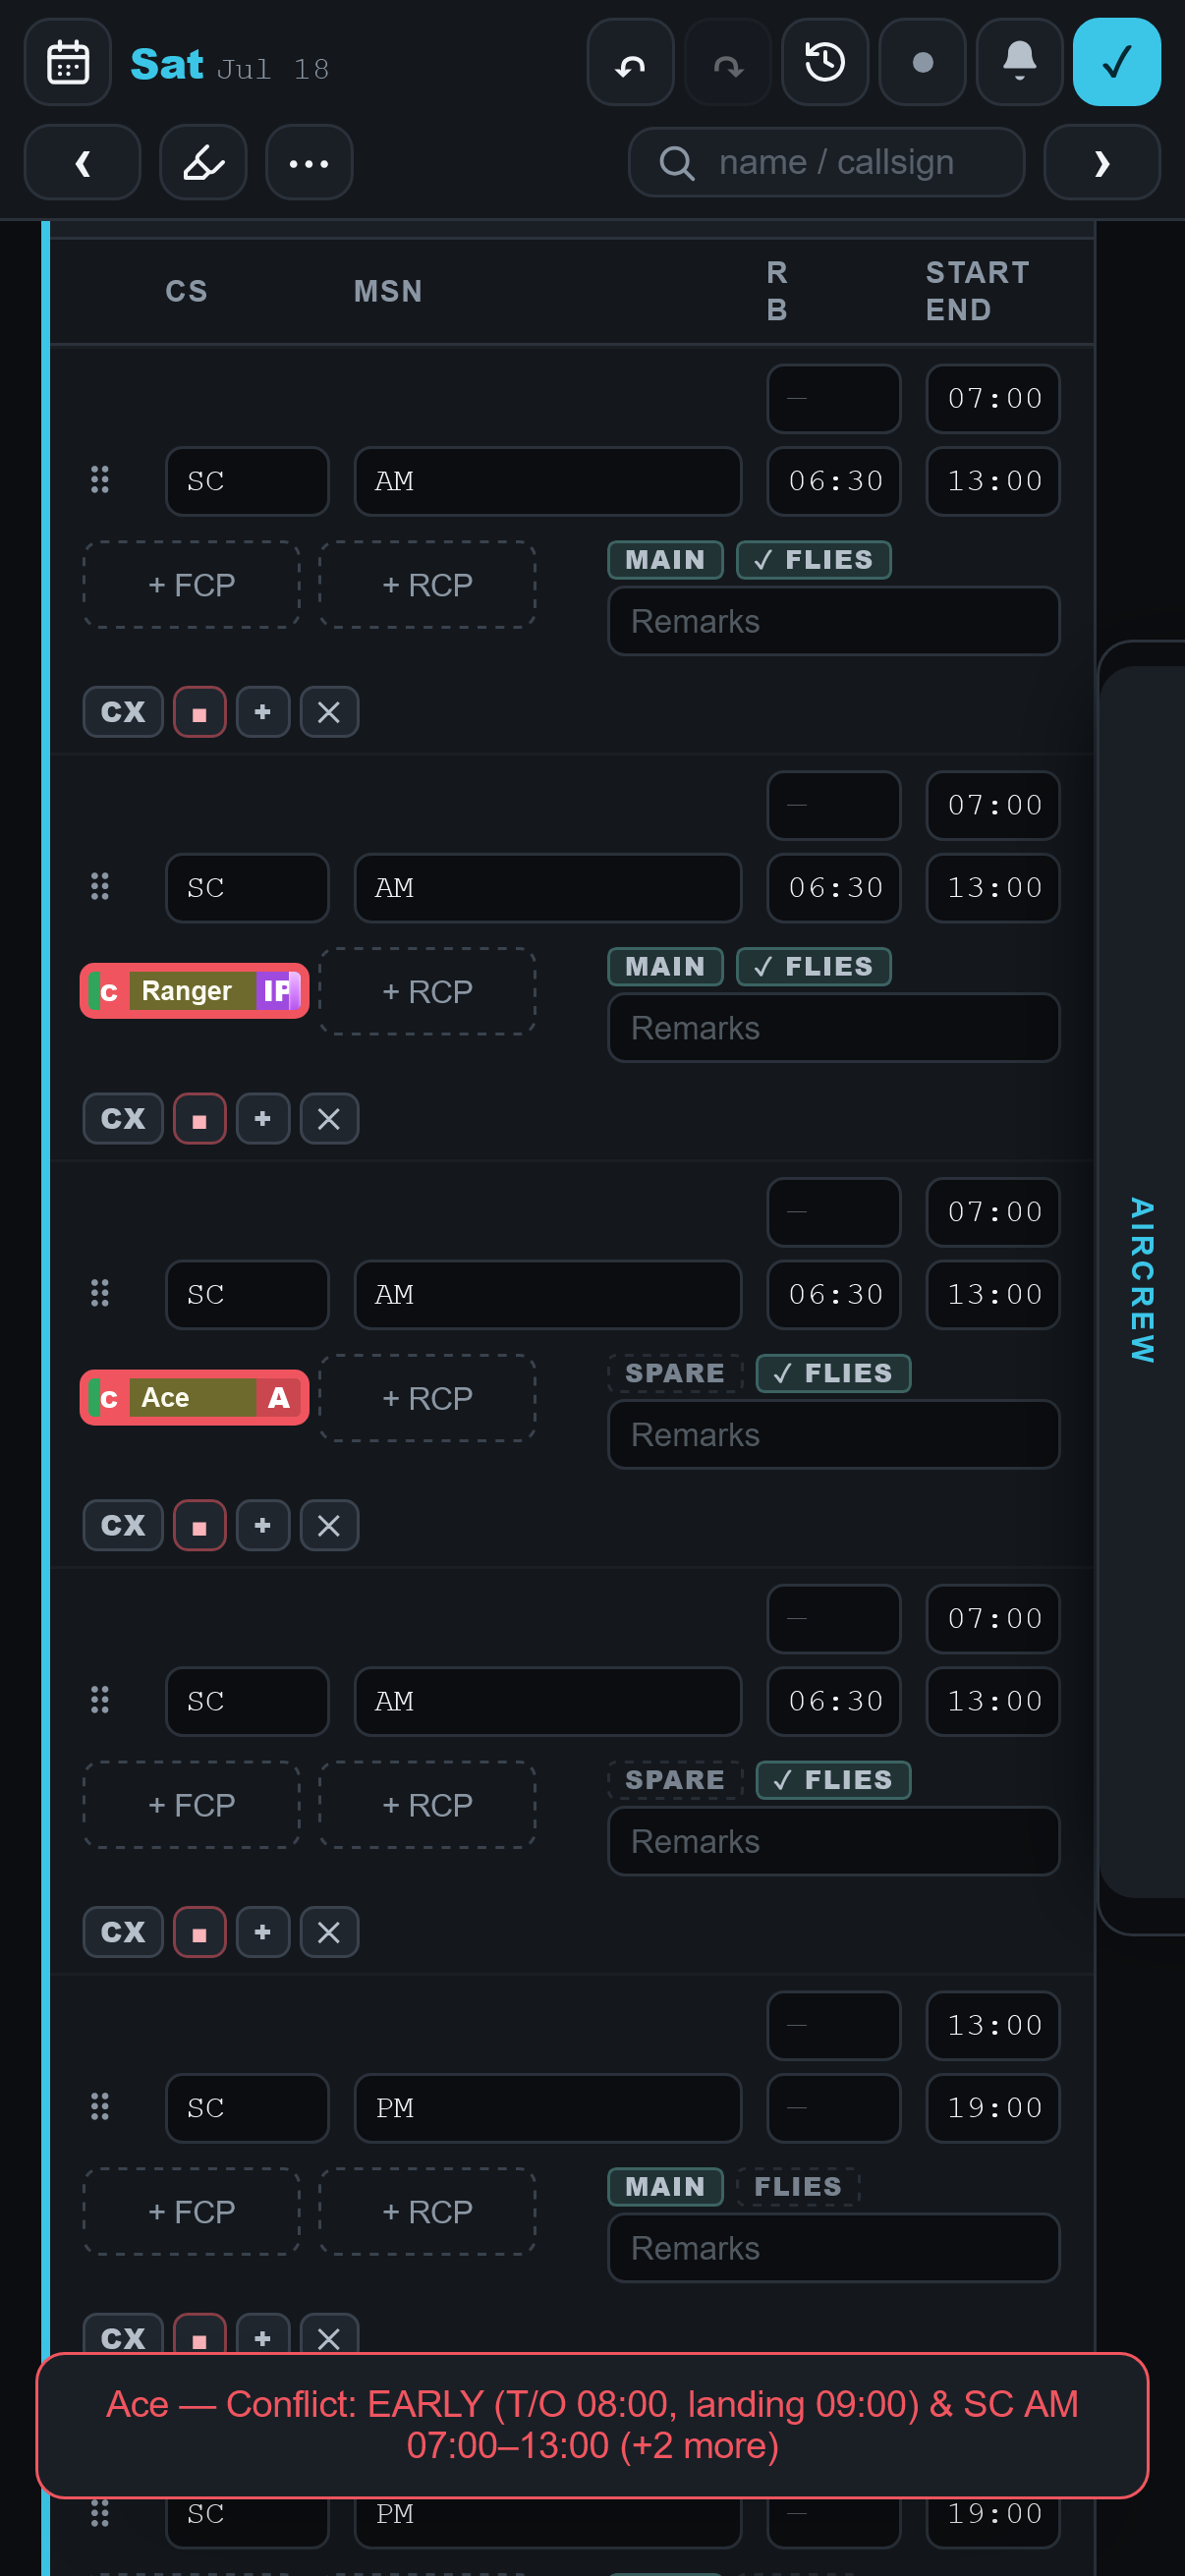 Sat Jul 18
name / callsign
CS MSN R B START END
— 07:00
SC AM 06:30 13:00
+ FCP + RCP MAIN ✓ FLIES
Remarks
CX + ×
— 07:00
SC AM 06:30 13:00
C Ranger IP + RCP MAIN ✓ FLIES
Remarks
CX + ×
— 07:00
SC AM 06:30 13:00
C Ace A + RCP SPARE ✓ FLIES
Remarks
CX + ×
— 07:00
SC AM 06:30 13:00
+ FCP + RCP SPARE ✓ FLIES
Remarks
CX + ×
— 13:00
SC PM — 19:00
+ FCP + RCP MAIN FLIES
Remarks
CX + ×
Ace — Conflict: EARLY (T/O 08:00, landing 09:00) & SC AM
07:00–13:00 (+2 more)
SC PM — 19:00
AIRCREW